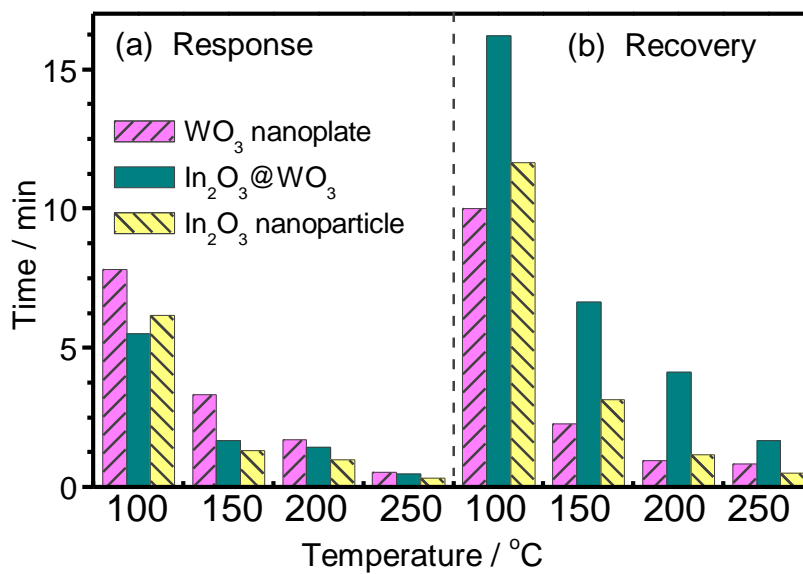 (a) Response
(b) Recovery
WO₃ nanoplate
In₂O₃@WO₃
In₂O₃ nanoparticle
Time / min
15
10
5
0
100 150 200 250 100 150 200 250
Temperature / °C